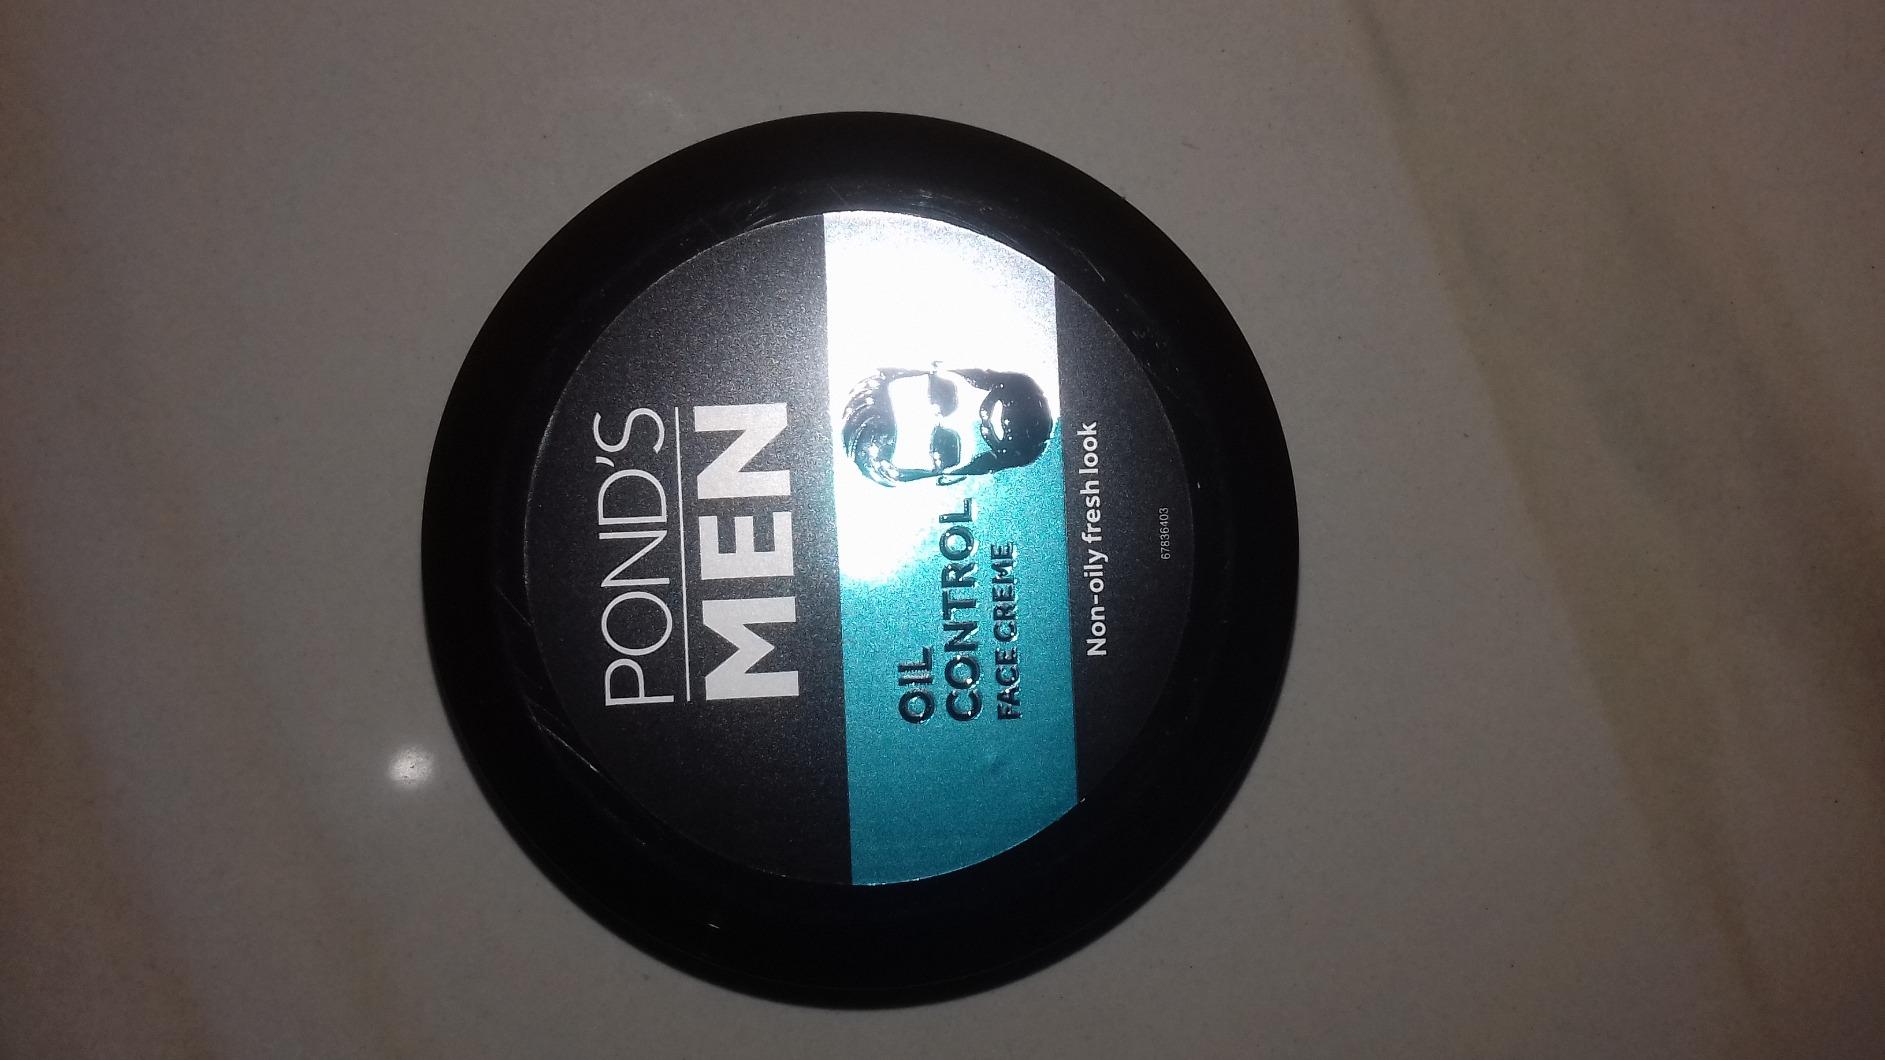 POND'S
MEN
OIL
CONTROL
FACE CREME
Non-oily fresh look
67836403